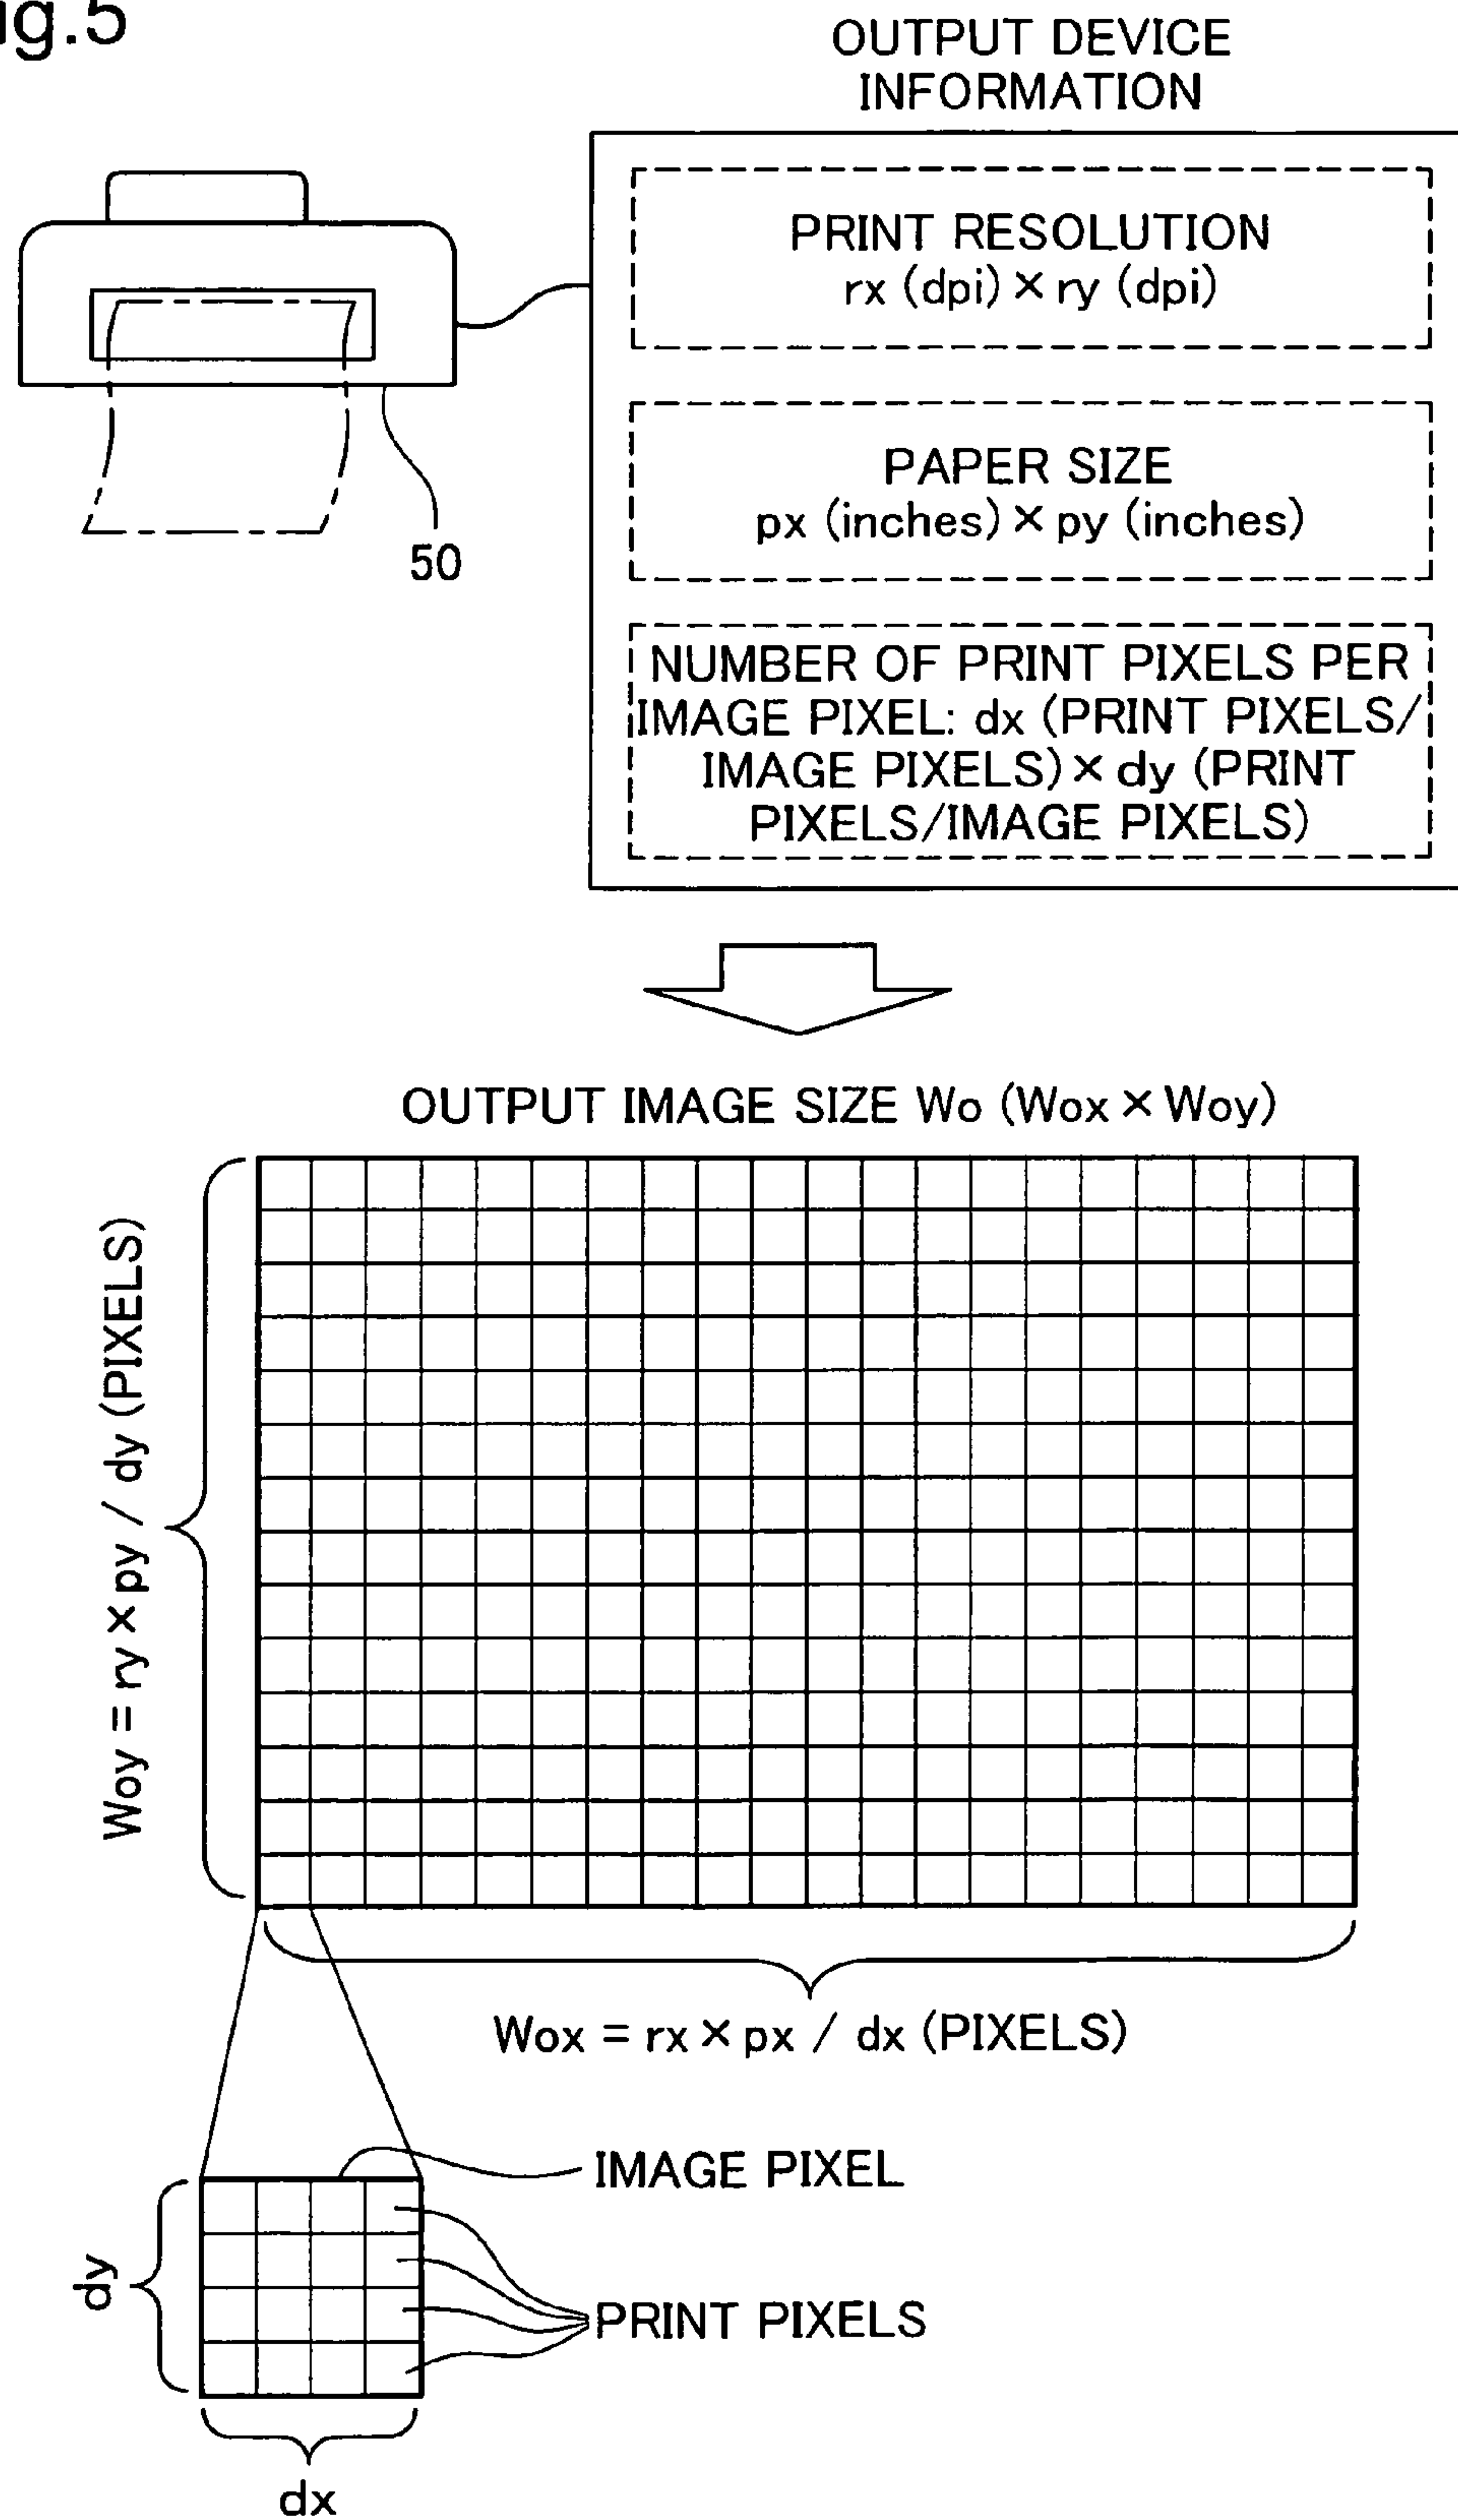 ig.5
OUTPUT DEVICE
INFORMATION
PRINT RESOLUTION
rx (dpi) × ry (dpi)
PAPER SIZE
px (inches) × py (inches)
50
NUMBER OF PRINT PIXELS PER
IMAGE PIXEL: dx (PRINT PIXELS/
IMAGE PIXELS) × dy (PRINT
PIXELS/IMAGE PIXELS)
OUTPUT IMAGE SIZE Wo (Wox × Woy)
Woy = ry × py / dy (PIXELS)
Wox = rx × px / dx (PIXELS)
IMAGE PIXEL
dy
PRINT PIXELS
dx